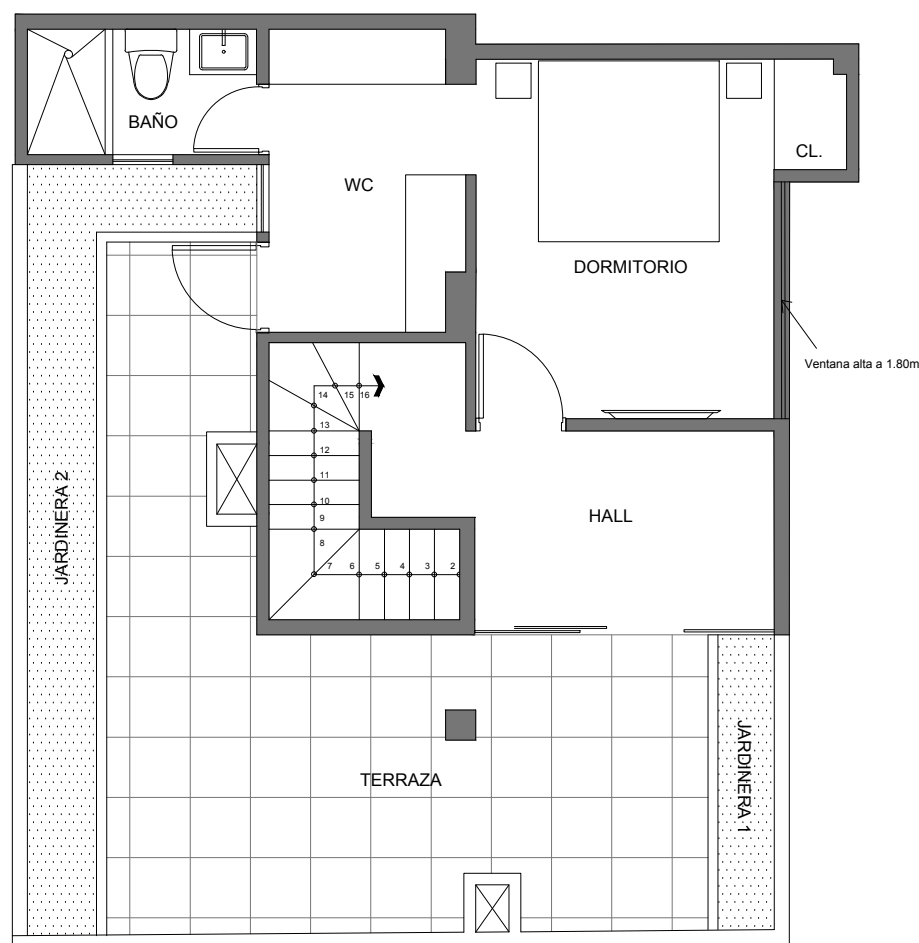 BAÑO
CL.
WC
DORMITORIO
Ventana alta a 1.80m
14
15
16
13
12
11
10
9
8
7
6
5
4
3
2
HALL
JARDINERA 2
TERRAZA
JARDINERA 1